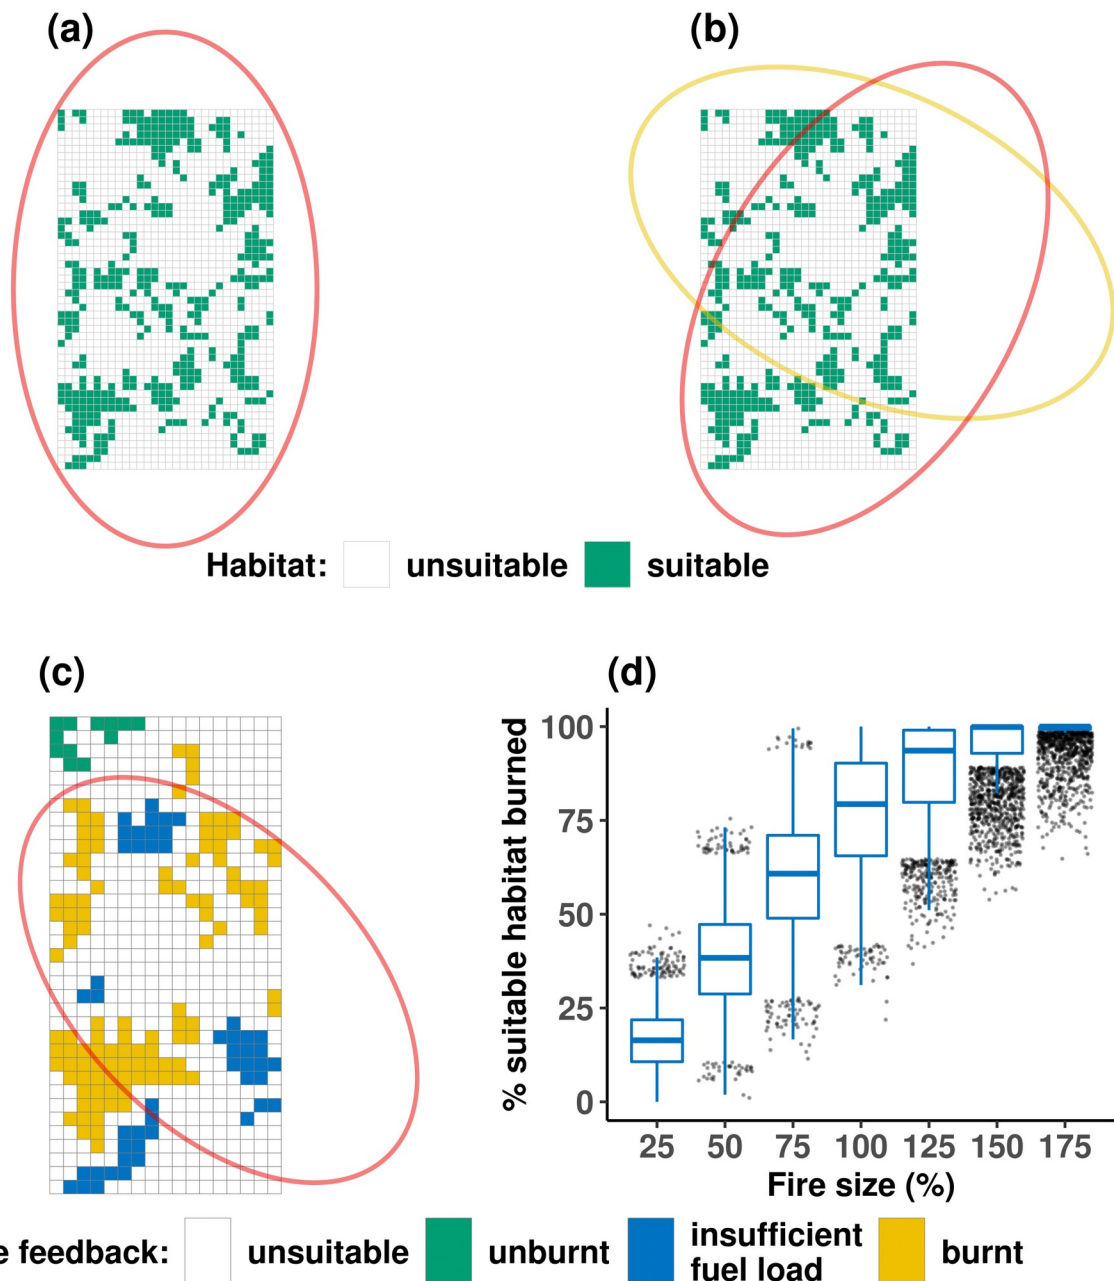 (a)
(b)
Habitat: unsuitable suitable
(c)
(d)
% suitable habitat burned
100
75
50
25
0
25 50 75 100 125 150 175
Fire size (%)
e feedback: unsuitable unburnt insufficient fuel load burnt